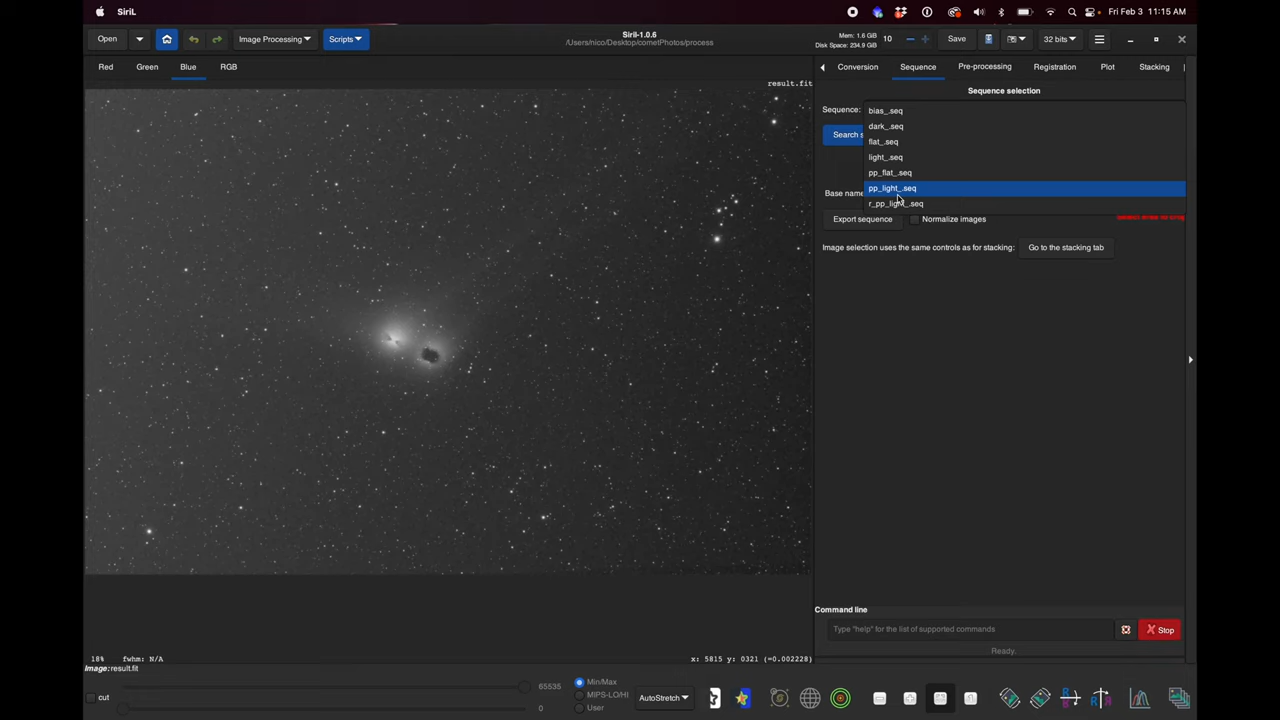 SiriL
Fri Feb 3 11:15 AM
Open
Image Processing
Scripts
Siril-1.0.6
/Users/nico/Desktop/cometPhotos/process
Mem: 1.6 GB
Disk Space: 234.9 GB
10
Save
32 bits
Red Green Blue RGB
Conversion Sequence Pre-processing Registration Plot Stacking
result.fit
Sequence selection
Sequence:
bias_.seq
dark_.seq
flat_.seq
light_.seq
pp_flat_.seq
pp_light_.seq
r_pp_light_.seq
Search s
Base name
Export sequence
Normalize images
Image selection uses the same controls as for stacking:
Go to the stacking tab
Command line
Type "help" for the list of supported commands
Stop
Ready.
18% fwhm: N/A
x: 5815 y: 0321 (=0.002228)
Image:result.fit
cut
65535
0
Min/Max
MIPS-LO/HI
User
AutoStretch